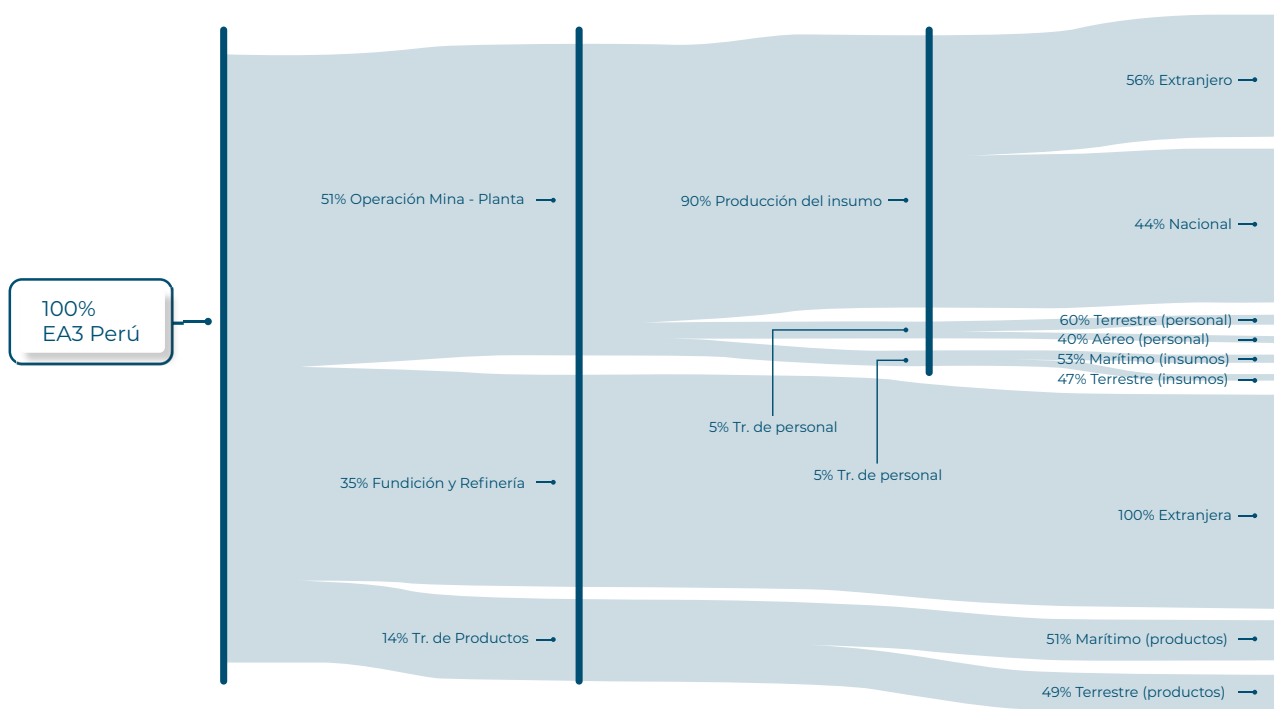 100%
EA3 Perú
51% Operación Mina - Planta
35% Fundición y Refinería
14% Tr. de Productos
90% Producción del insumo
5% Tr. de personal
5% Tr. de personal
56% Extranjero
44% Nacional
60% Terrestre (personal)
40% Aéreo (personal)
53% Marítimo (insumos)
47% Terrestre (insumos)
100% Extranjera
51% Marítimo (productos)
49% Terrestre (productos)